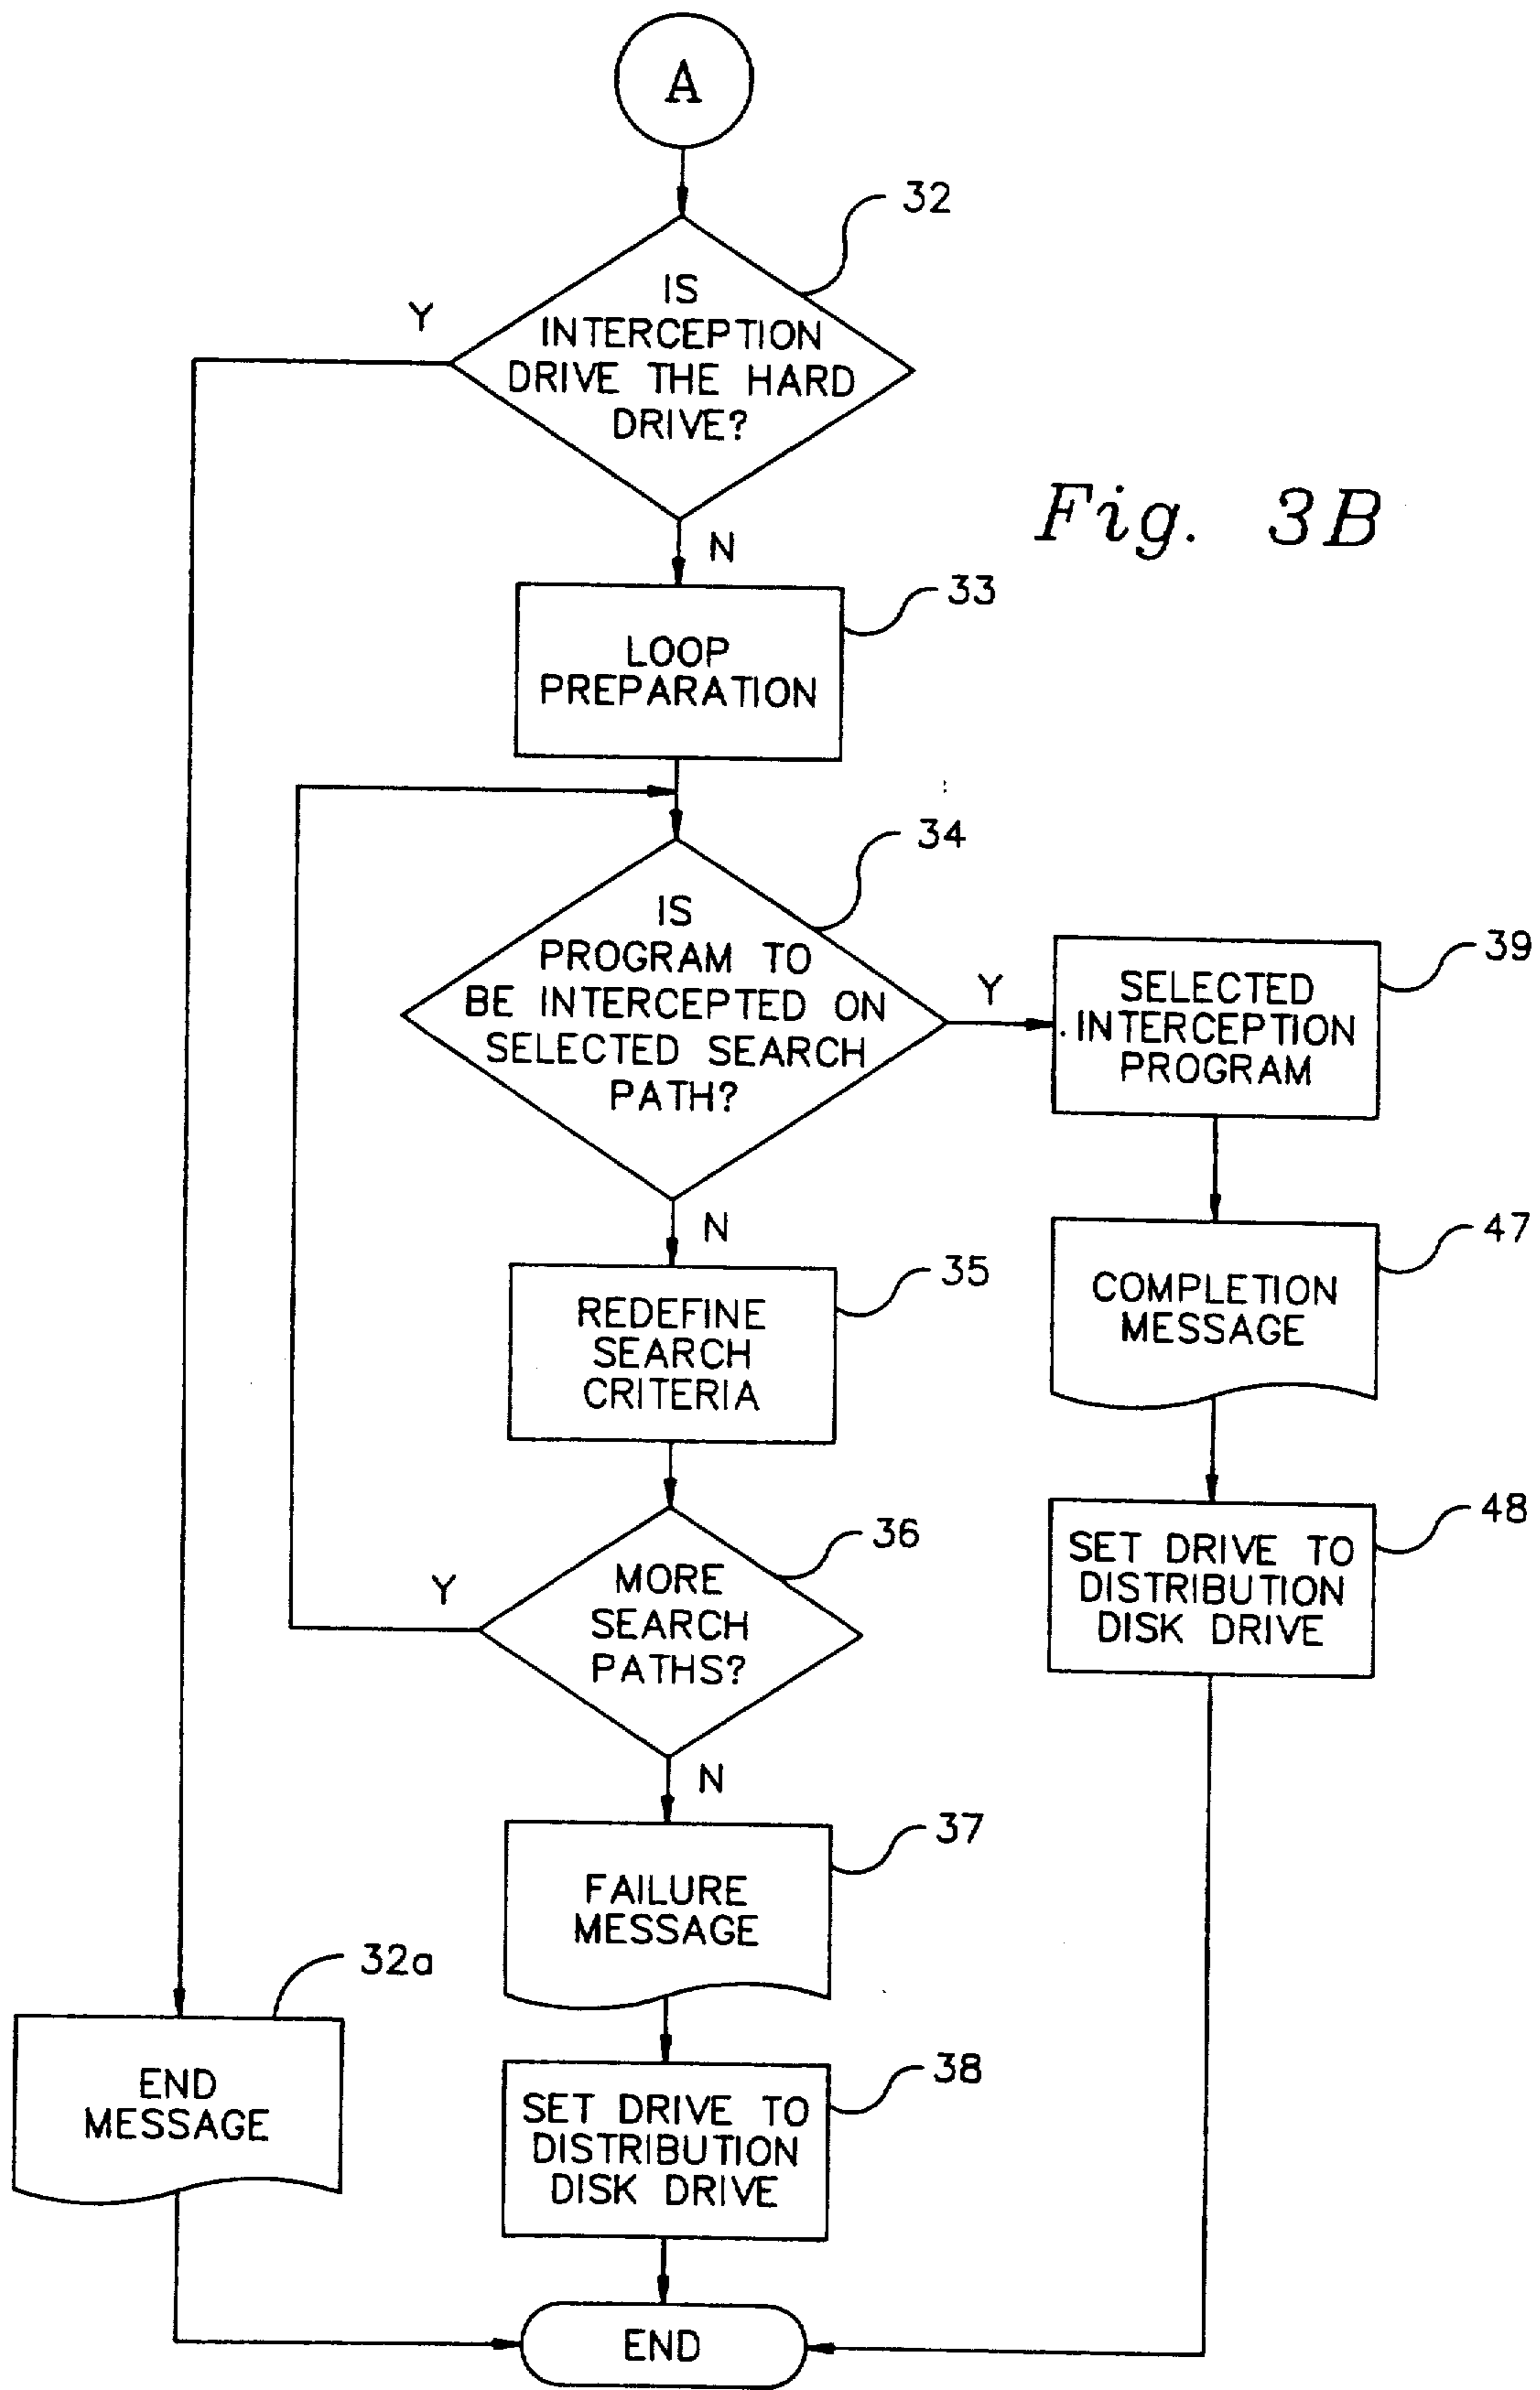 A
32
IS
INTERCEPTION
DRIVE THE HARD
DRIVE?
Y
N
Fig. 3B
33
LOOP
PREPARATION
34
IS
PROGRAM TO
BE INTERCEPTED ON
SELECTED SEARCH
PATH?
Y
39
SELECTED
INTERCEPTION
PROGRAM
N
47
COMPLETION
MESSAGE
35
REDEFINE
SEARCH
CRITERIA
48
SET DRIVE TO
DISTRIBUTION
DISK DRIVE
36
MORE
SEARCH
PATHS?
Y
N
37
FAILURE
MESSAGE
32a
END
MESSAGE
38
SET DRIVE TO
DISTRIBUTION
DISK DRIVE
END